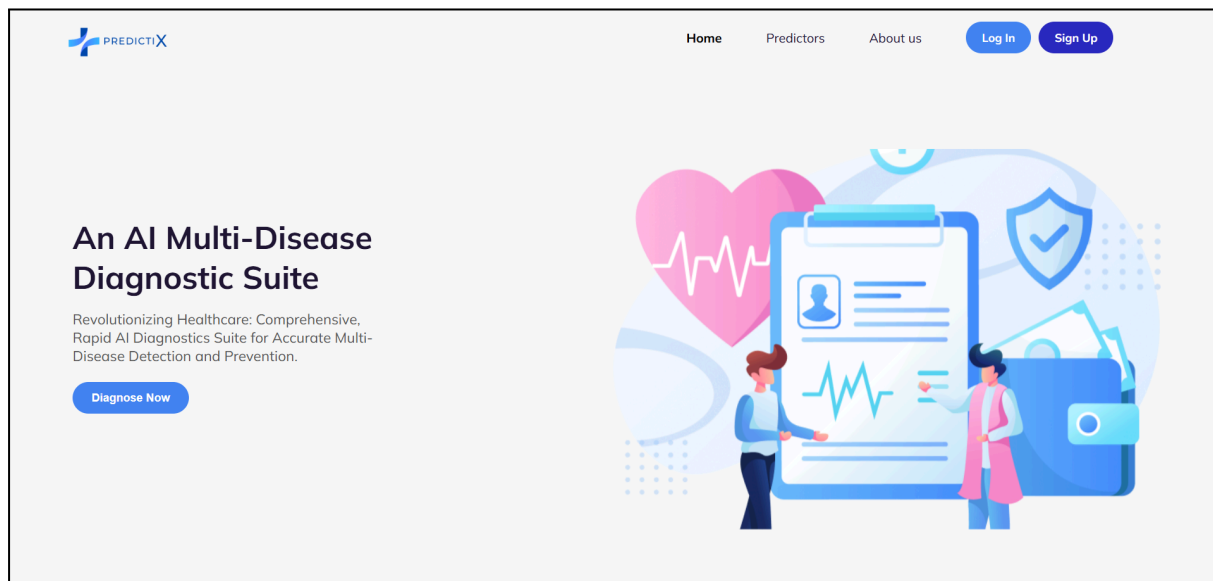 PREDICTIX
Home
Predictors
About us
Log In
Sign Up
An AI Multi-Disease
Diagnostic Suite
Revolutionizing Healthcare: Comprehensive,
Rapid AI Diagnostics Suite for Accurate Multi-
Disease Detection and Prevention.
Diagnose Now